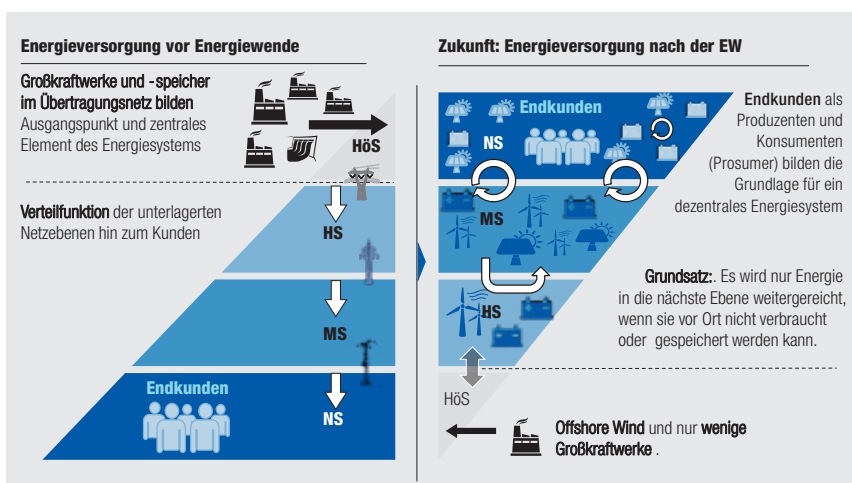 Energieversorgung vor Energiewende
Großkraftwerke und -speicher
im Übertragungsnetz bilden
Ausgangspunkt und zentrales
Element des Energiesystems
HöS
Verteilfunktion der unterlagerten
Netzebenen hin zum Kunden
HS
MS
Endkunden
NS
Zukunft: Energieversorgung nach der EW
Endkunden
NS
Endkunden als
Produzenten und
Konsumenten
(Prosumer) bilden die
Grundlage für ein
dezentrales Energiesystem
MS
Grundsatz:. Es wird nur Energie
in die nächste Ebene weitergereicht,
wenn sie vor Ort nicht verbraucht
oder gespeichert werden kann.
HS
HöS
Offshore Wind und nur wenige
Großkraftwerke .